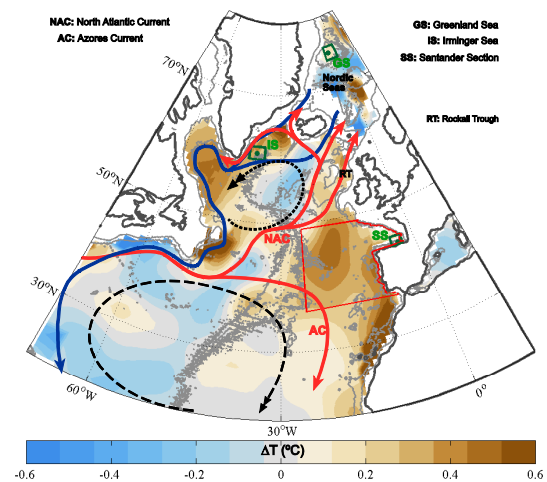 NAC: North Atlantic Current
AC: Azores Current
GS: Greenland Sea
IS: Irminger Sea
SS: Santander Section
RT: Rockall Trough
70°N
GS
Nordic
Seas
IS
50°N
RT
NAC
SS
30°N
AC
60°W
0°
30°W
ΔT (ºC)
-0.6 -0.4 -0.2 0 0.2 0.4 0.6